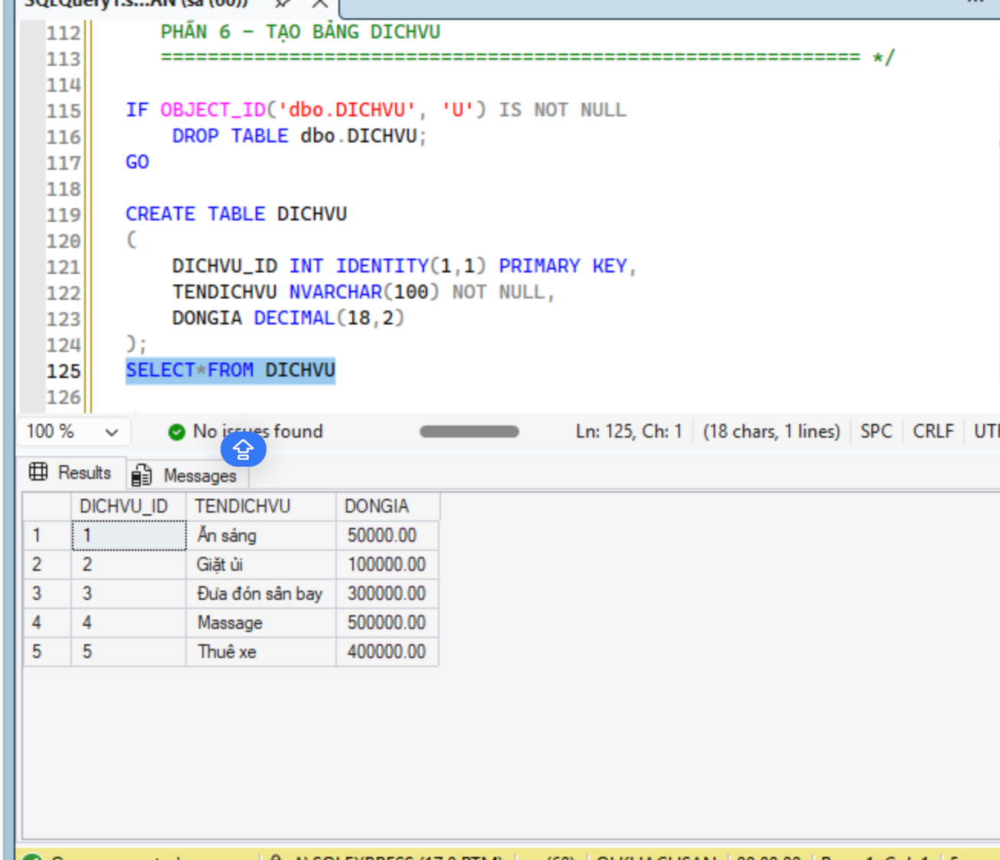 SQLQuery1.s...AN (sa (60))
112 PHẦN 6 - TẠO BẢNG DICHVU
113 ============================================================ */
114
115 IF OBJECT_ID('dbo.DICHVU', 'U') IS NOT NULL
116 DROP TABLE dbo.DICHVU;
117 GO
118
119 CREATE TABLE DICHVU
120 (
121 DICHVU_ID INT IDENTITY(1,1) PRIMARY KEY,
122 TENDICHVU NVARCHAR(100) NOT NULL,
123 DONGIA DECIMAL(18,2)
124 );
125 SELECT*FROM DICHVU
126
100 % No issues found Ln: 125, Ch: 1 (18 chars, 1 lines) SPC CRLF
Results Messages
DICHVU_ID TENDICHVU DONGIA
1 1 Ăn sáng 50000.00
2 2 Giặt ủi 100000.00
3 3 Đưa đón sân bay 300000.00
4 4 Massage 500000.00
5 5 Thuê xe 400000.00